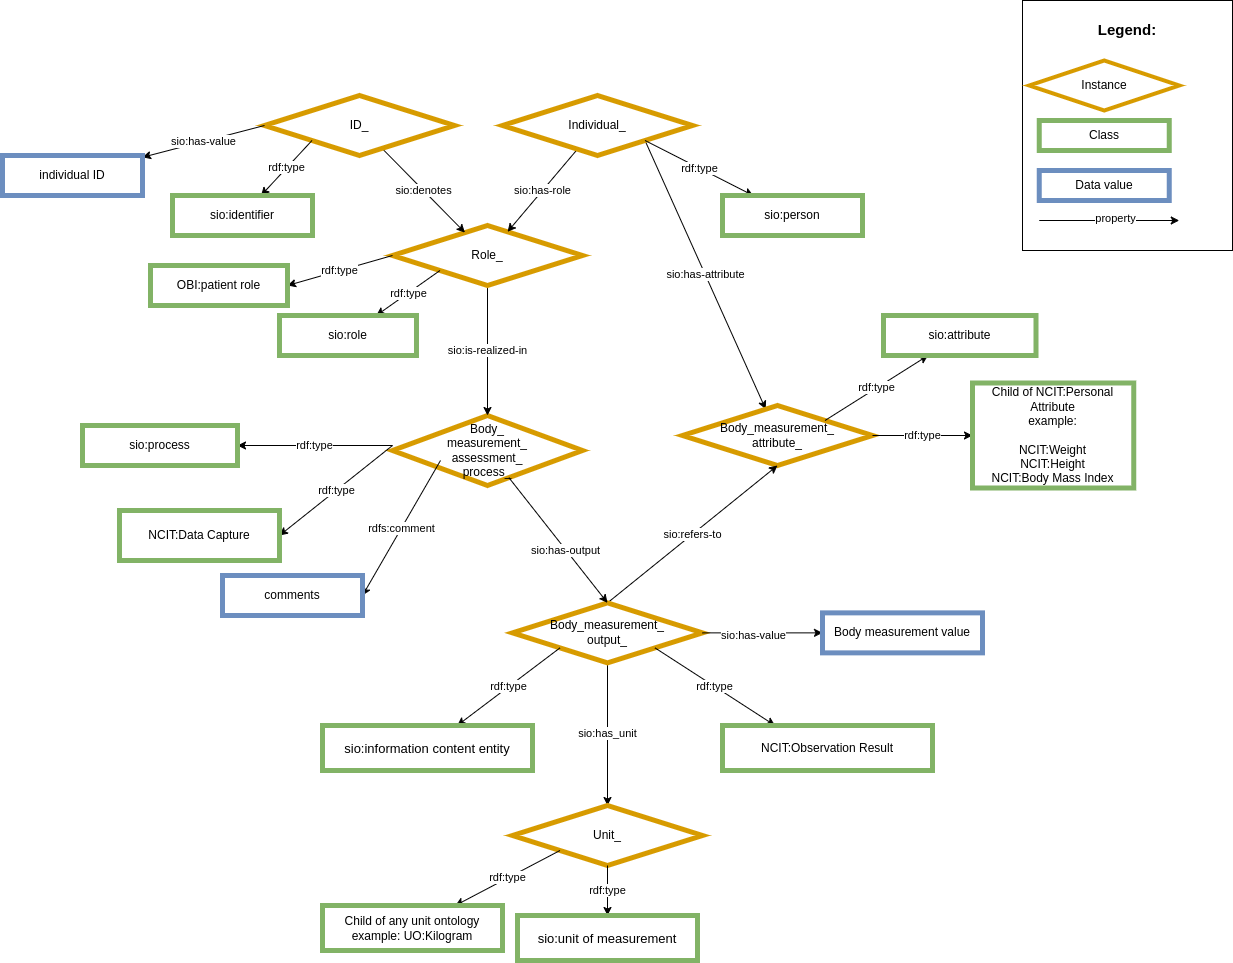 Legend:
Instance
Class
Data value
property
ID_
Individual_
sio:has-value
rdf:type
individual ID
sio:identifier
sio:denotes
sio:has-role
rdf:type
sio:person
Role_
sio:has-attribute
rdf:type
OBI:patient role
rdf:type
sio:role
sio:is-realized-in
sio:attribute
rdf:type
Child of NCIT:Personal
Attribute
example:
NCIT:Weight
NCIT:Height
NCIT:Body Mass Index
Body_measurement_
attribute_
rdf:type
Body_
measurement_
assessment_
process_
sio:process
rdf:type
rdf:type
NCIT:Data Capture
rdfs:comment
comments
sio:has-output
sio:refers-to
Body_measurement_
output_
sio:has-value
Body measurement value
rdf:type
rdf:type
sio:information content entity
sio:has_unit
NCIT:Observation Result
Unit_
rdf:type
rdf:type
Child of any unit ontology
example: UO:Kilogram
sio:unit of measurement